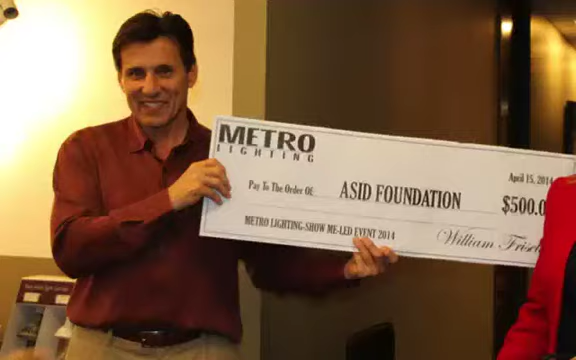 METRO
LIGHTING
April 15, 2014
Pay To The Order Of: ASID FOUNDATION $500.0
METRO LIGHTING-SHOW ME-LED EVENT 2014
William